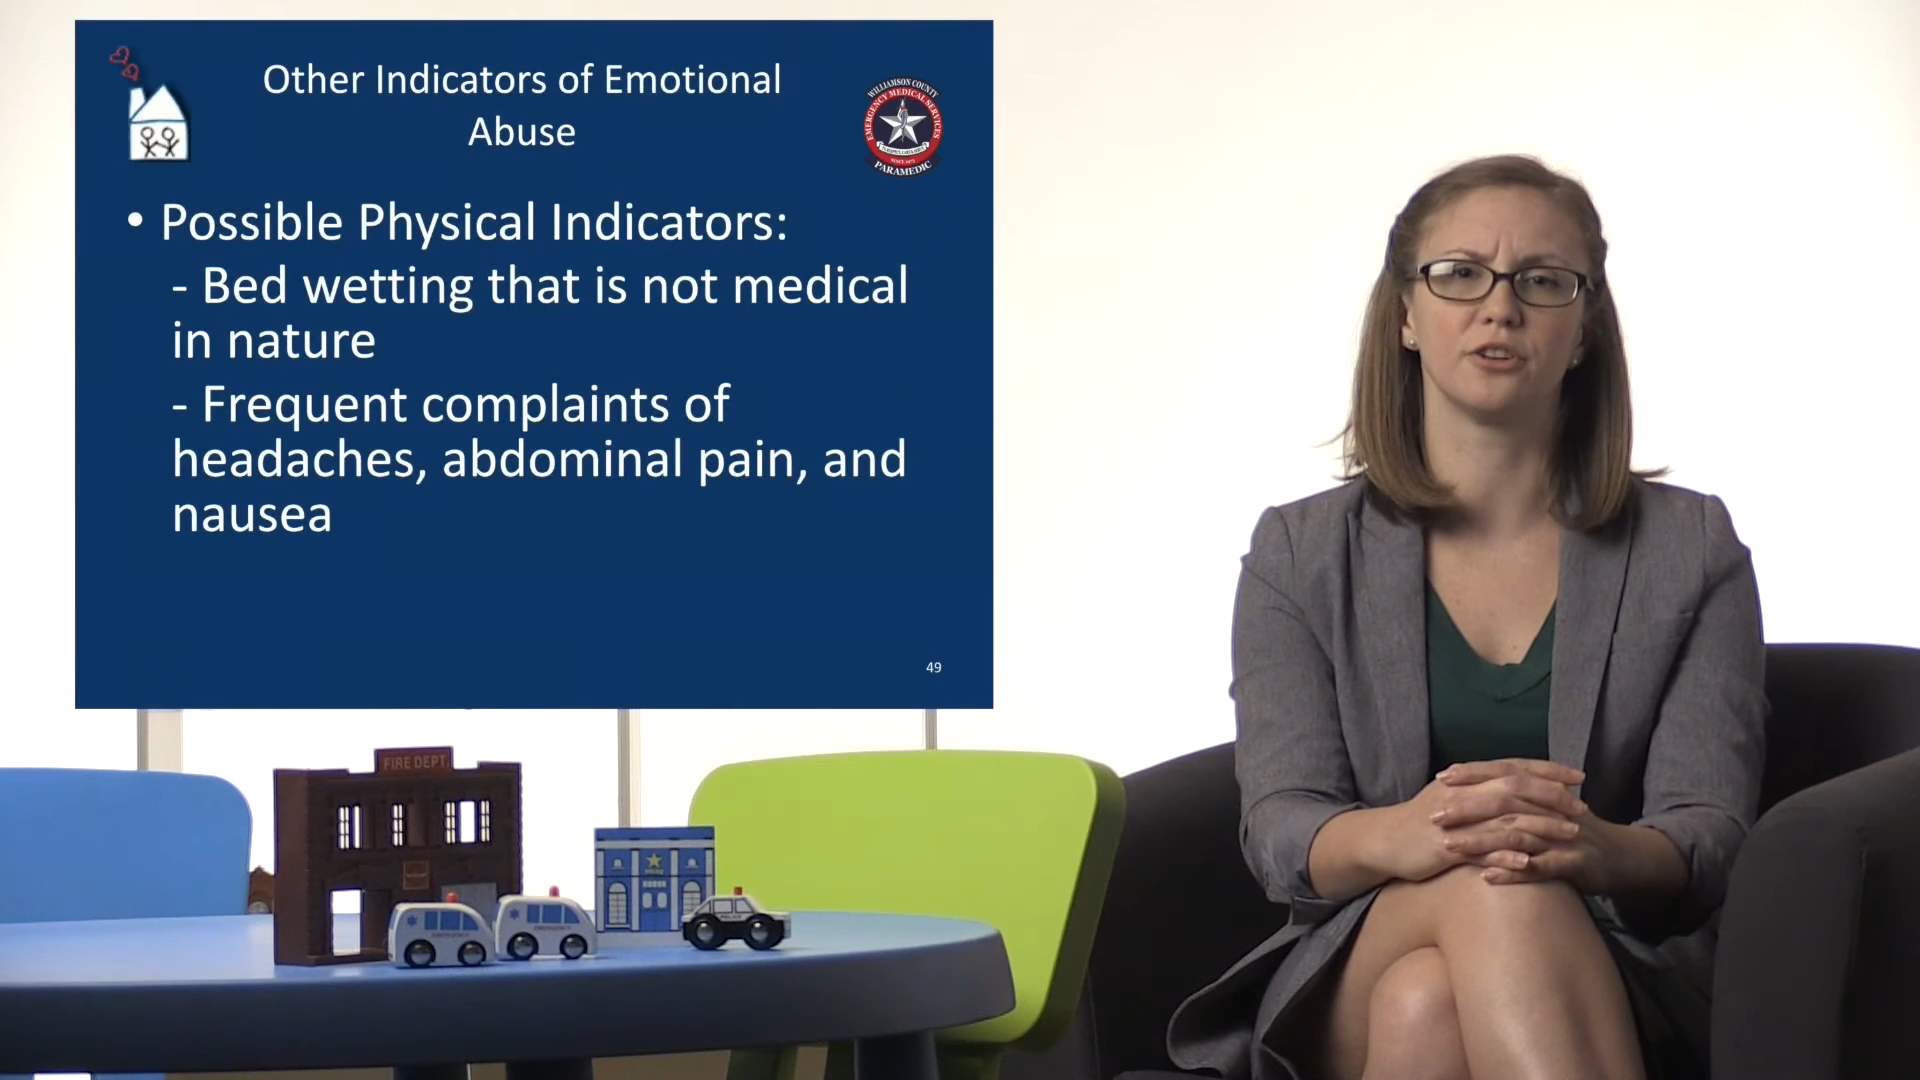 Other Indicators of Emotional
Abuse
WILLIAMSON COUNTY
EMERGENCY MEDICAL SERVICES
PARAMEDIC
• Possible Physical Indicators:
- Bed wetting that is not medical
in nature
- Frequent complaints of
headaches, abdominal pain, and
nausea
49
FIRE DEPT.